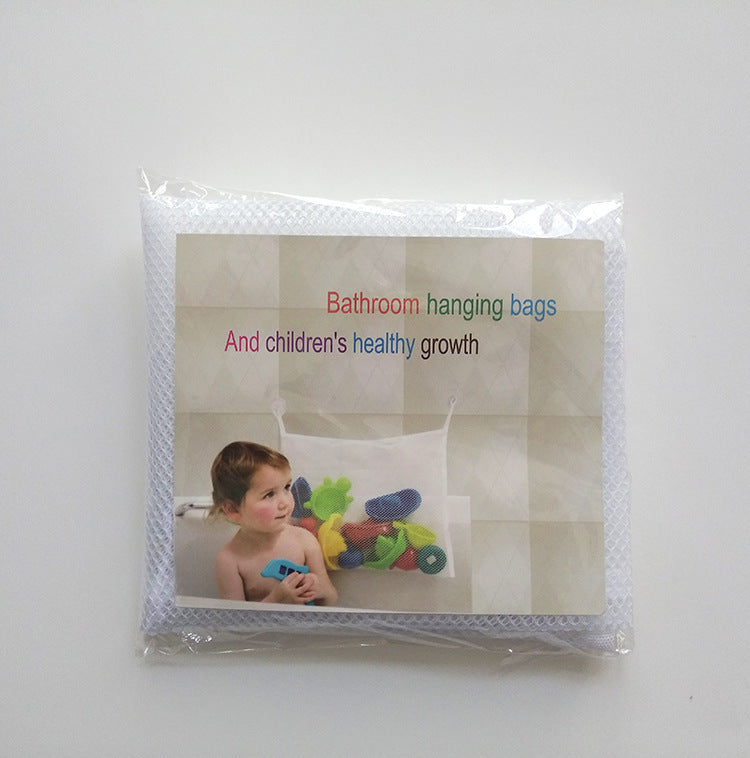 Bathroom hanging bags
And children's healthy growth